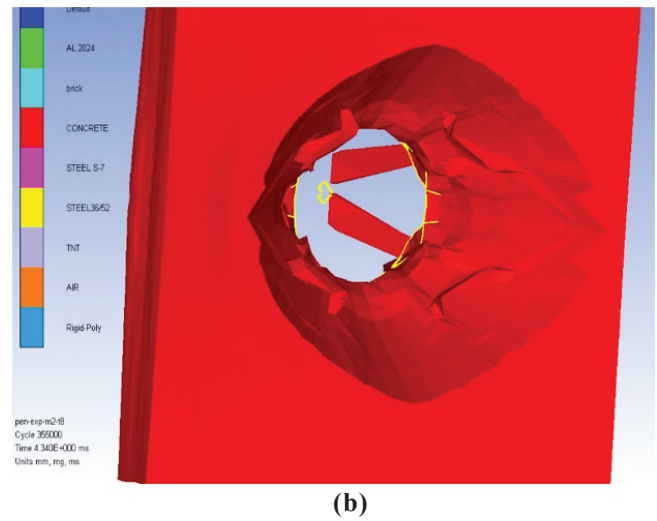 Default
AL 2024
brick
CONCRETE
STEEL S-7
STEEL36/52
TNT
AIR
Rigid-Poly
pen-exp-m2-t8
Cycle 355000
Time 4.340E+000 ms
Units mm, mg, ms
(b)